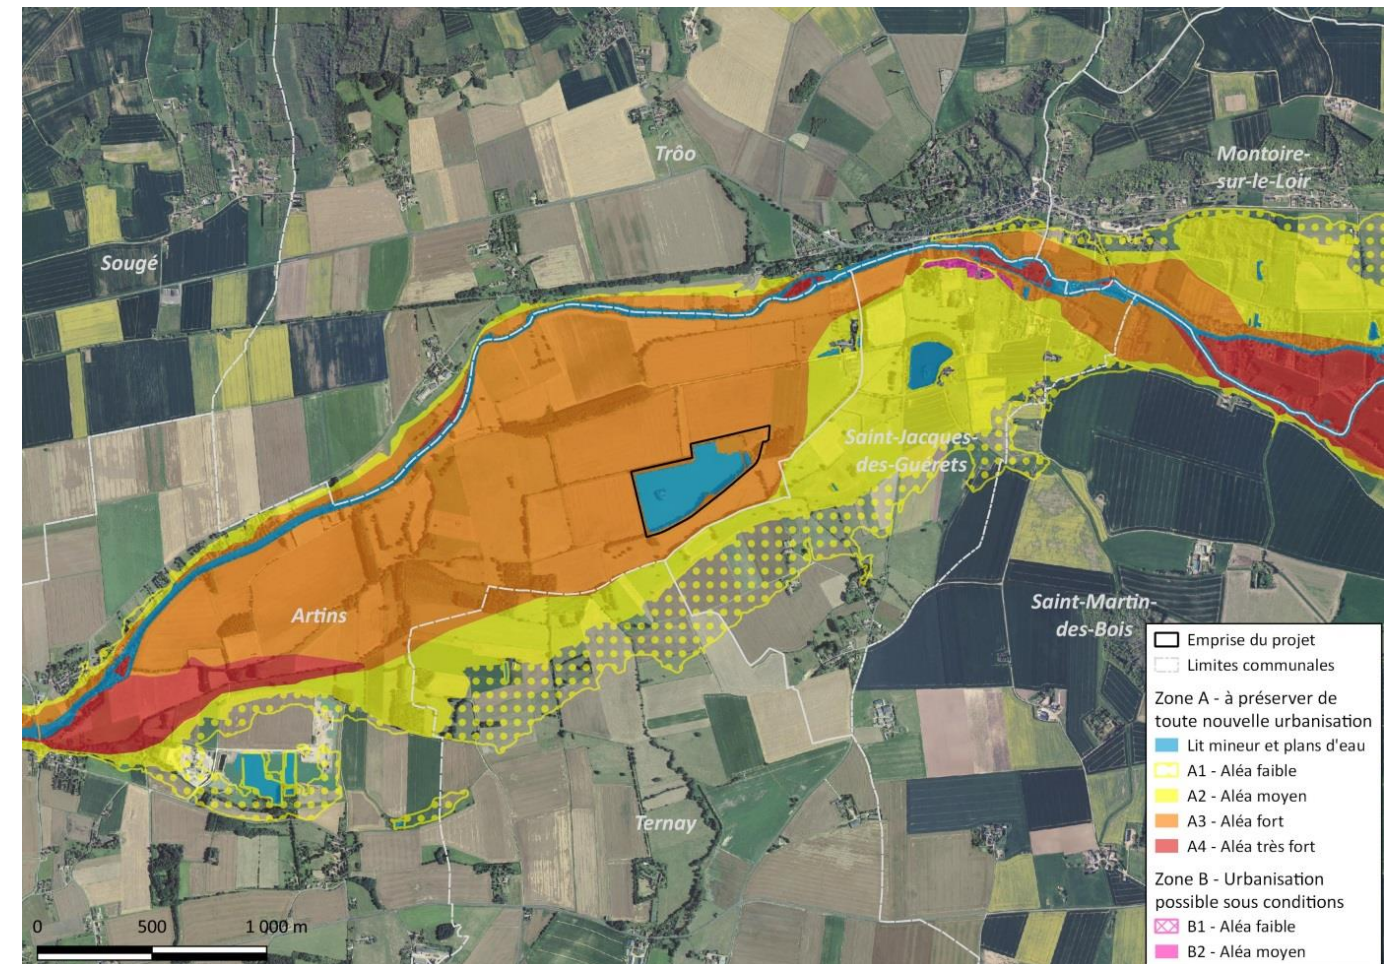 Trôo
Montoire-
sur-le-Loir
Sougé
Saint-Jacques-
des-Guérets
Artins
Saint-Martin-
des-Bois
Ternay
0 500 1 000 m
Emprise du projet
Limites communales
Zone A - à préserver de
toute nouvelle urbanisation
Lit mineur et plans d'eau
A1 - Aléa faible
A2 - Aléa moyen
A3 - Aléa fort
A4 - Aléa très fort
Zone B - Urbanisation
possible sous conditions
B1 - Aléa faible
B2 - Aléa moyen